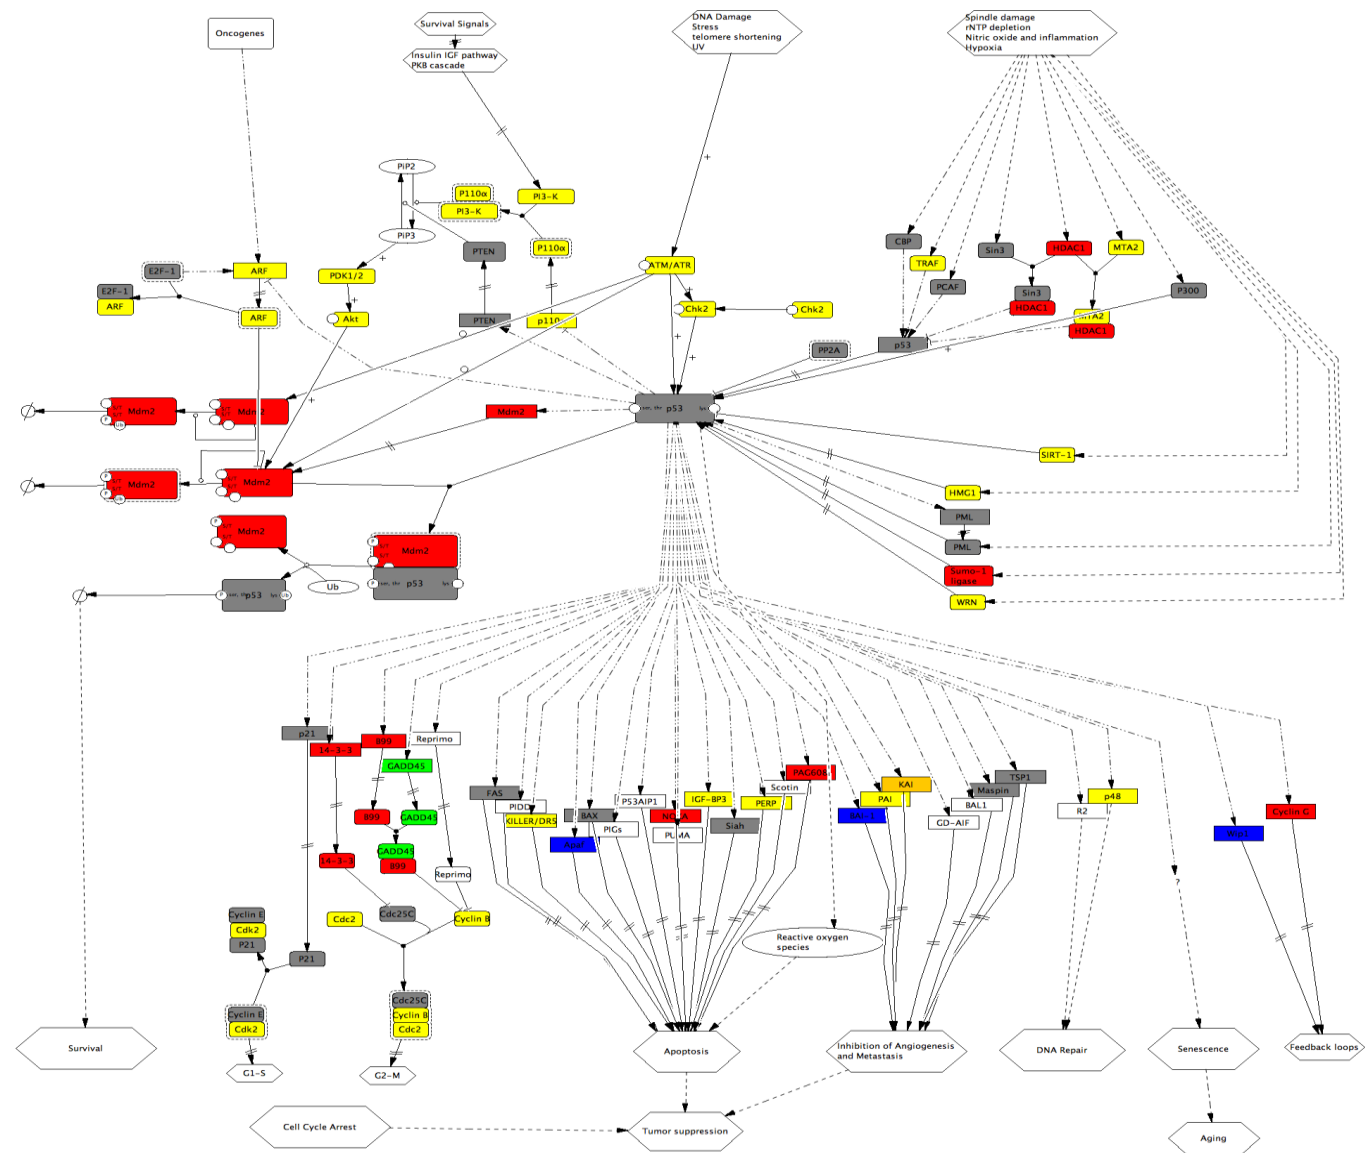 Oncogenes
Survival Signals
Insulin IGF pathway
PKB cascade
DNA Damage
Stress
telomere shortening
UV
Spindle damage
rNTP depletion
Nitric oxide and inflammation
Hypoxia
PiP2
P110α
PI3-K
PI3-K
PiP3
PTEN
P110α
CBP
Sin3
HDAC1
MTA2
E2F-1
ARF
PDK1/2
ATM/ATR
TRAF
PCAF
P300
E2F-1
ARF
ARF
Akt
PTEN
Chk2
Chk2
Sin3
HDAC1
MTA2
HDAC1
p53
PP2A
Mdm2
Mdm2
Mdm2
p53
SIRT-1
Mdm2
Mdm2
HMG1
PML
Mdm2
Mdm2
PML
p53
Ub
p53
Sumo-1
ligase
WRN
p21
14-3-3
B99
Reprimo
GADD45
FAS
PIDD
KILLER/DR5
BAX
PIGs
Apaf
P53AIP1
PUMA
IGF-BP3
Siah
PERP
Scotin
KAI
PAI
BAL1
Maspin
TSP1
GD-AIF
R2
p48
Wip1
Cyclin G
B99
GADD45
GADD45
B99
14-3-3
Reprimo
Cyclin E
Cdk2
P21
Cdc2
Cdc25C
Cyclin B
P21
Reactive oxygen
species
?
Cyclin E
Cdk2
Cdc25C
Cyclin B
Cdc2
Survival
G1-S
G2-M
Apoptosis
Inhibition of Angiogenesis
and Metastasis
DNA Repair
Senescence
Feedback loops
Cell Cycle Arrest
Tumor suppression
Aging